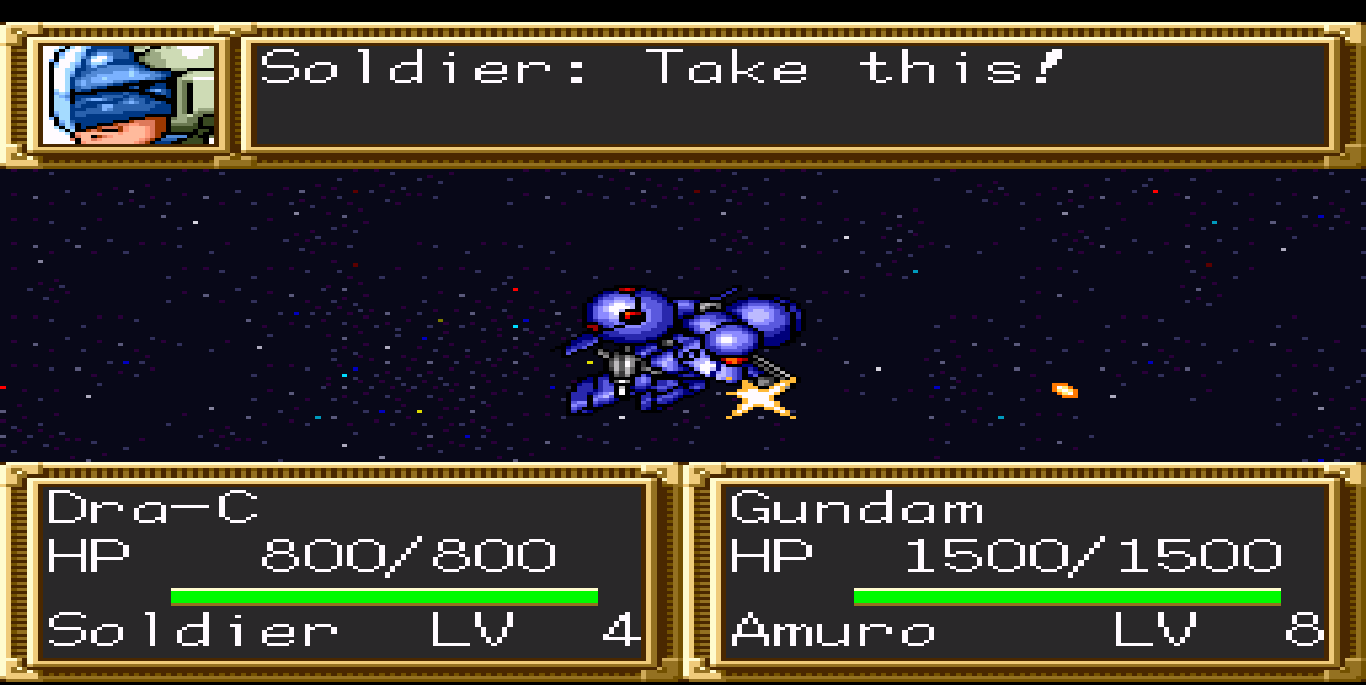 Soldier: Take this!
Dra-C
HP 800/800
Soldier LV 4
Gundam
HP 1500/1500
Amuro LV 8